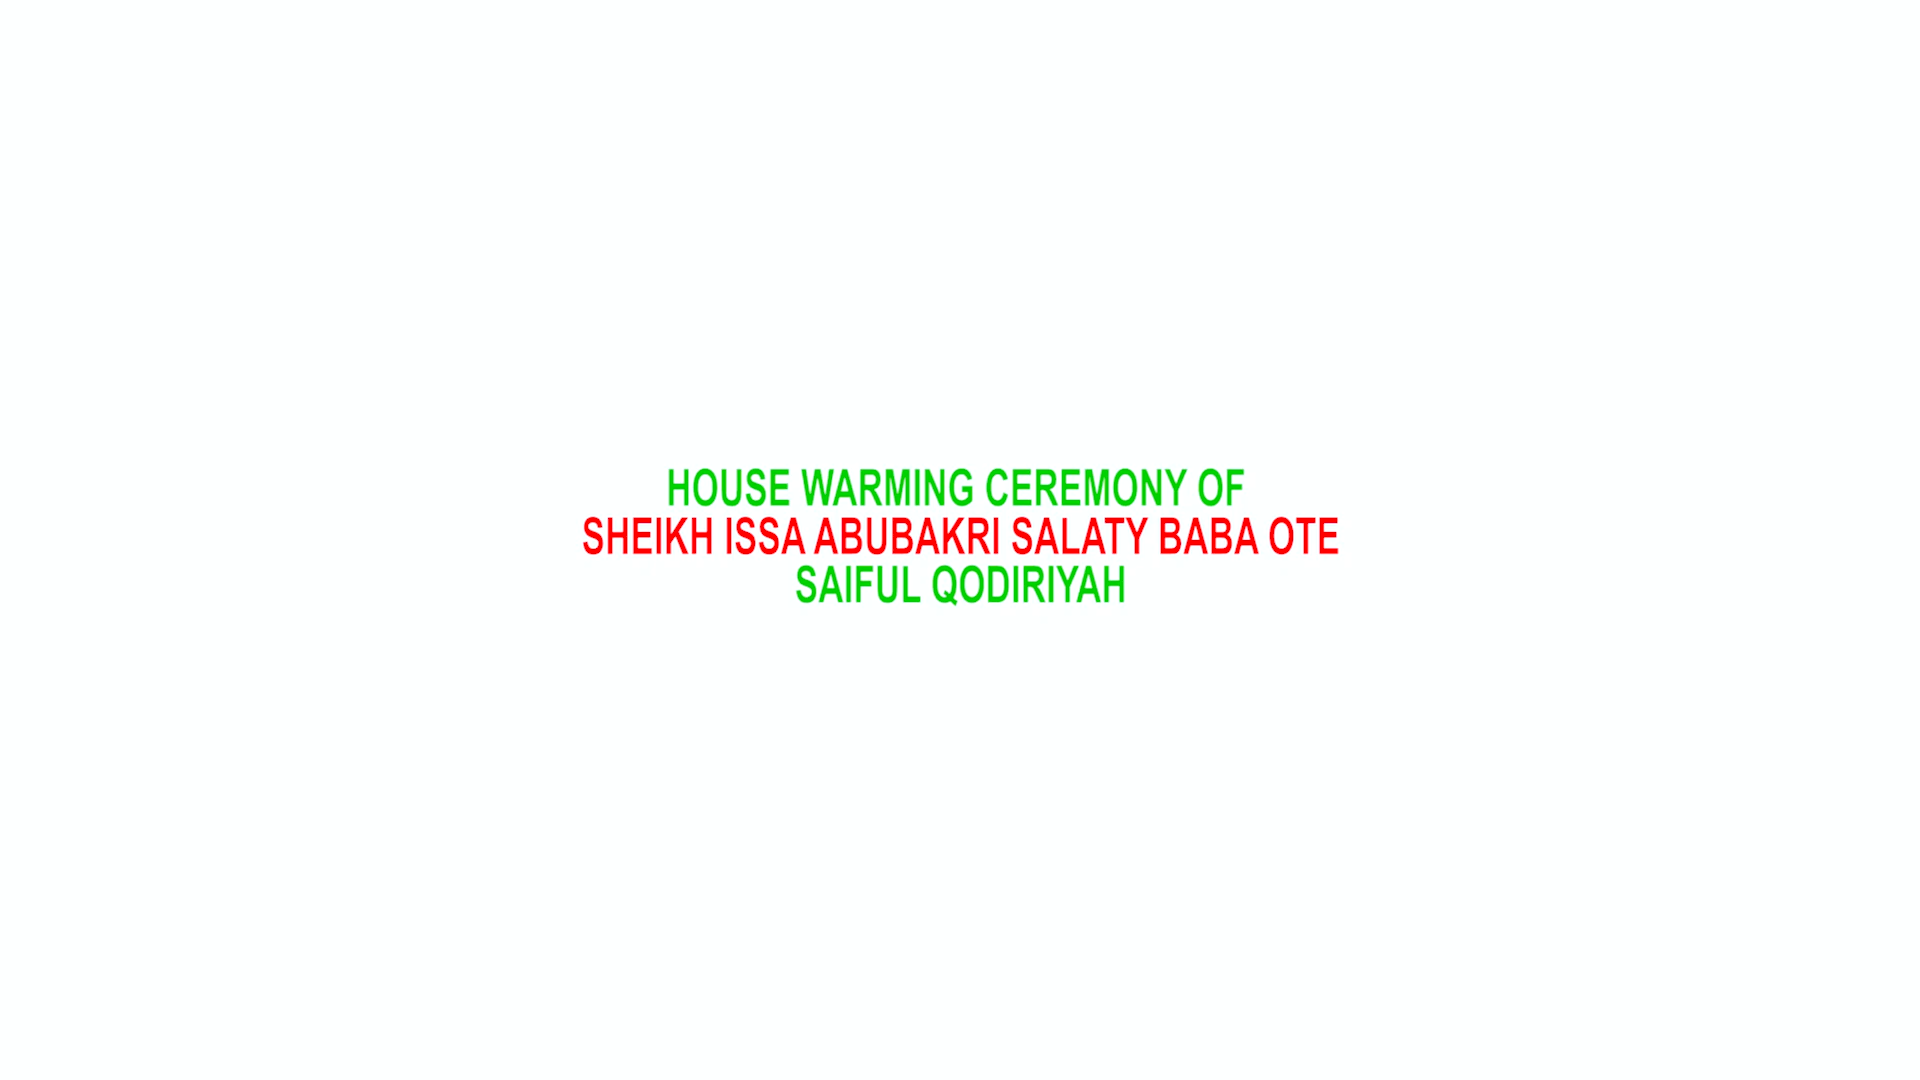 HOUSE WARMING CEREMONY OF
SHEIKH ISSA ABUBAKRI SALATY BABA OTE
SAIFUL QODIRIYAH